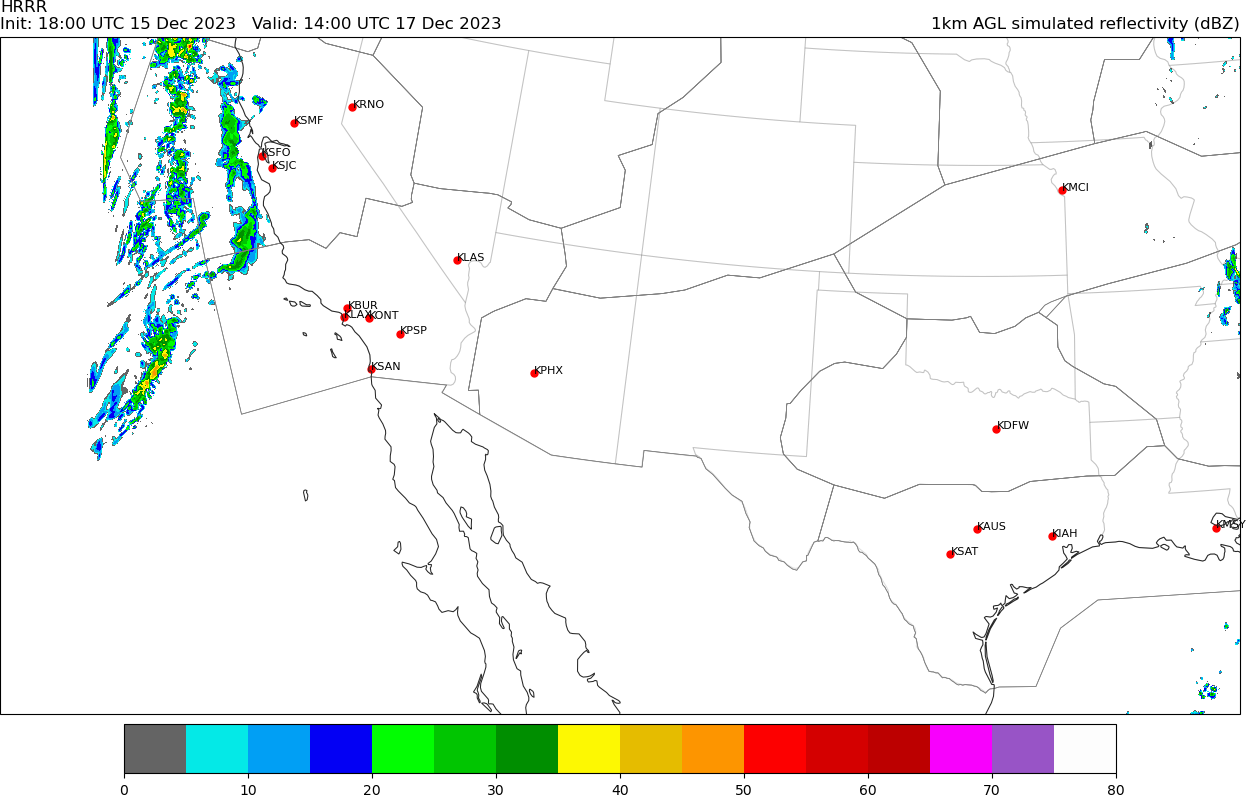 HRRR
Init: 18:00 UTC 15 Dec 2023   Valid: 14:00 UTC 17 Dec 2023   1km AGL simulated reflectivity (dBZ)
KRNO
KSMF
KSFO
KSJC
KMCI
KLAS
KBUR
KLAX KONT
KPSP
KSAN
KPHX
KDFW
KAUS
KMSY
KIAH
KSAT
0 10 20 30 40 50 60 70 80